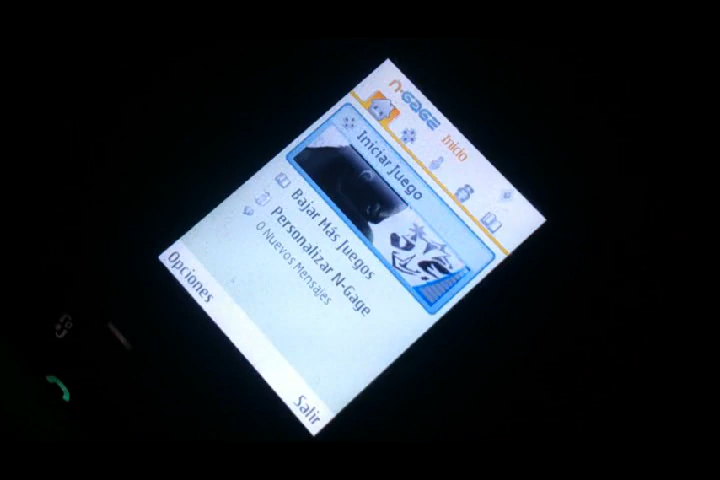 n-gage Inicio
Iniciar Juego
Bajar Más Juegos
Personalizar N-Gage
0 Nuevos Mensajes
Opciones
Salir